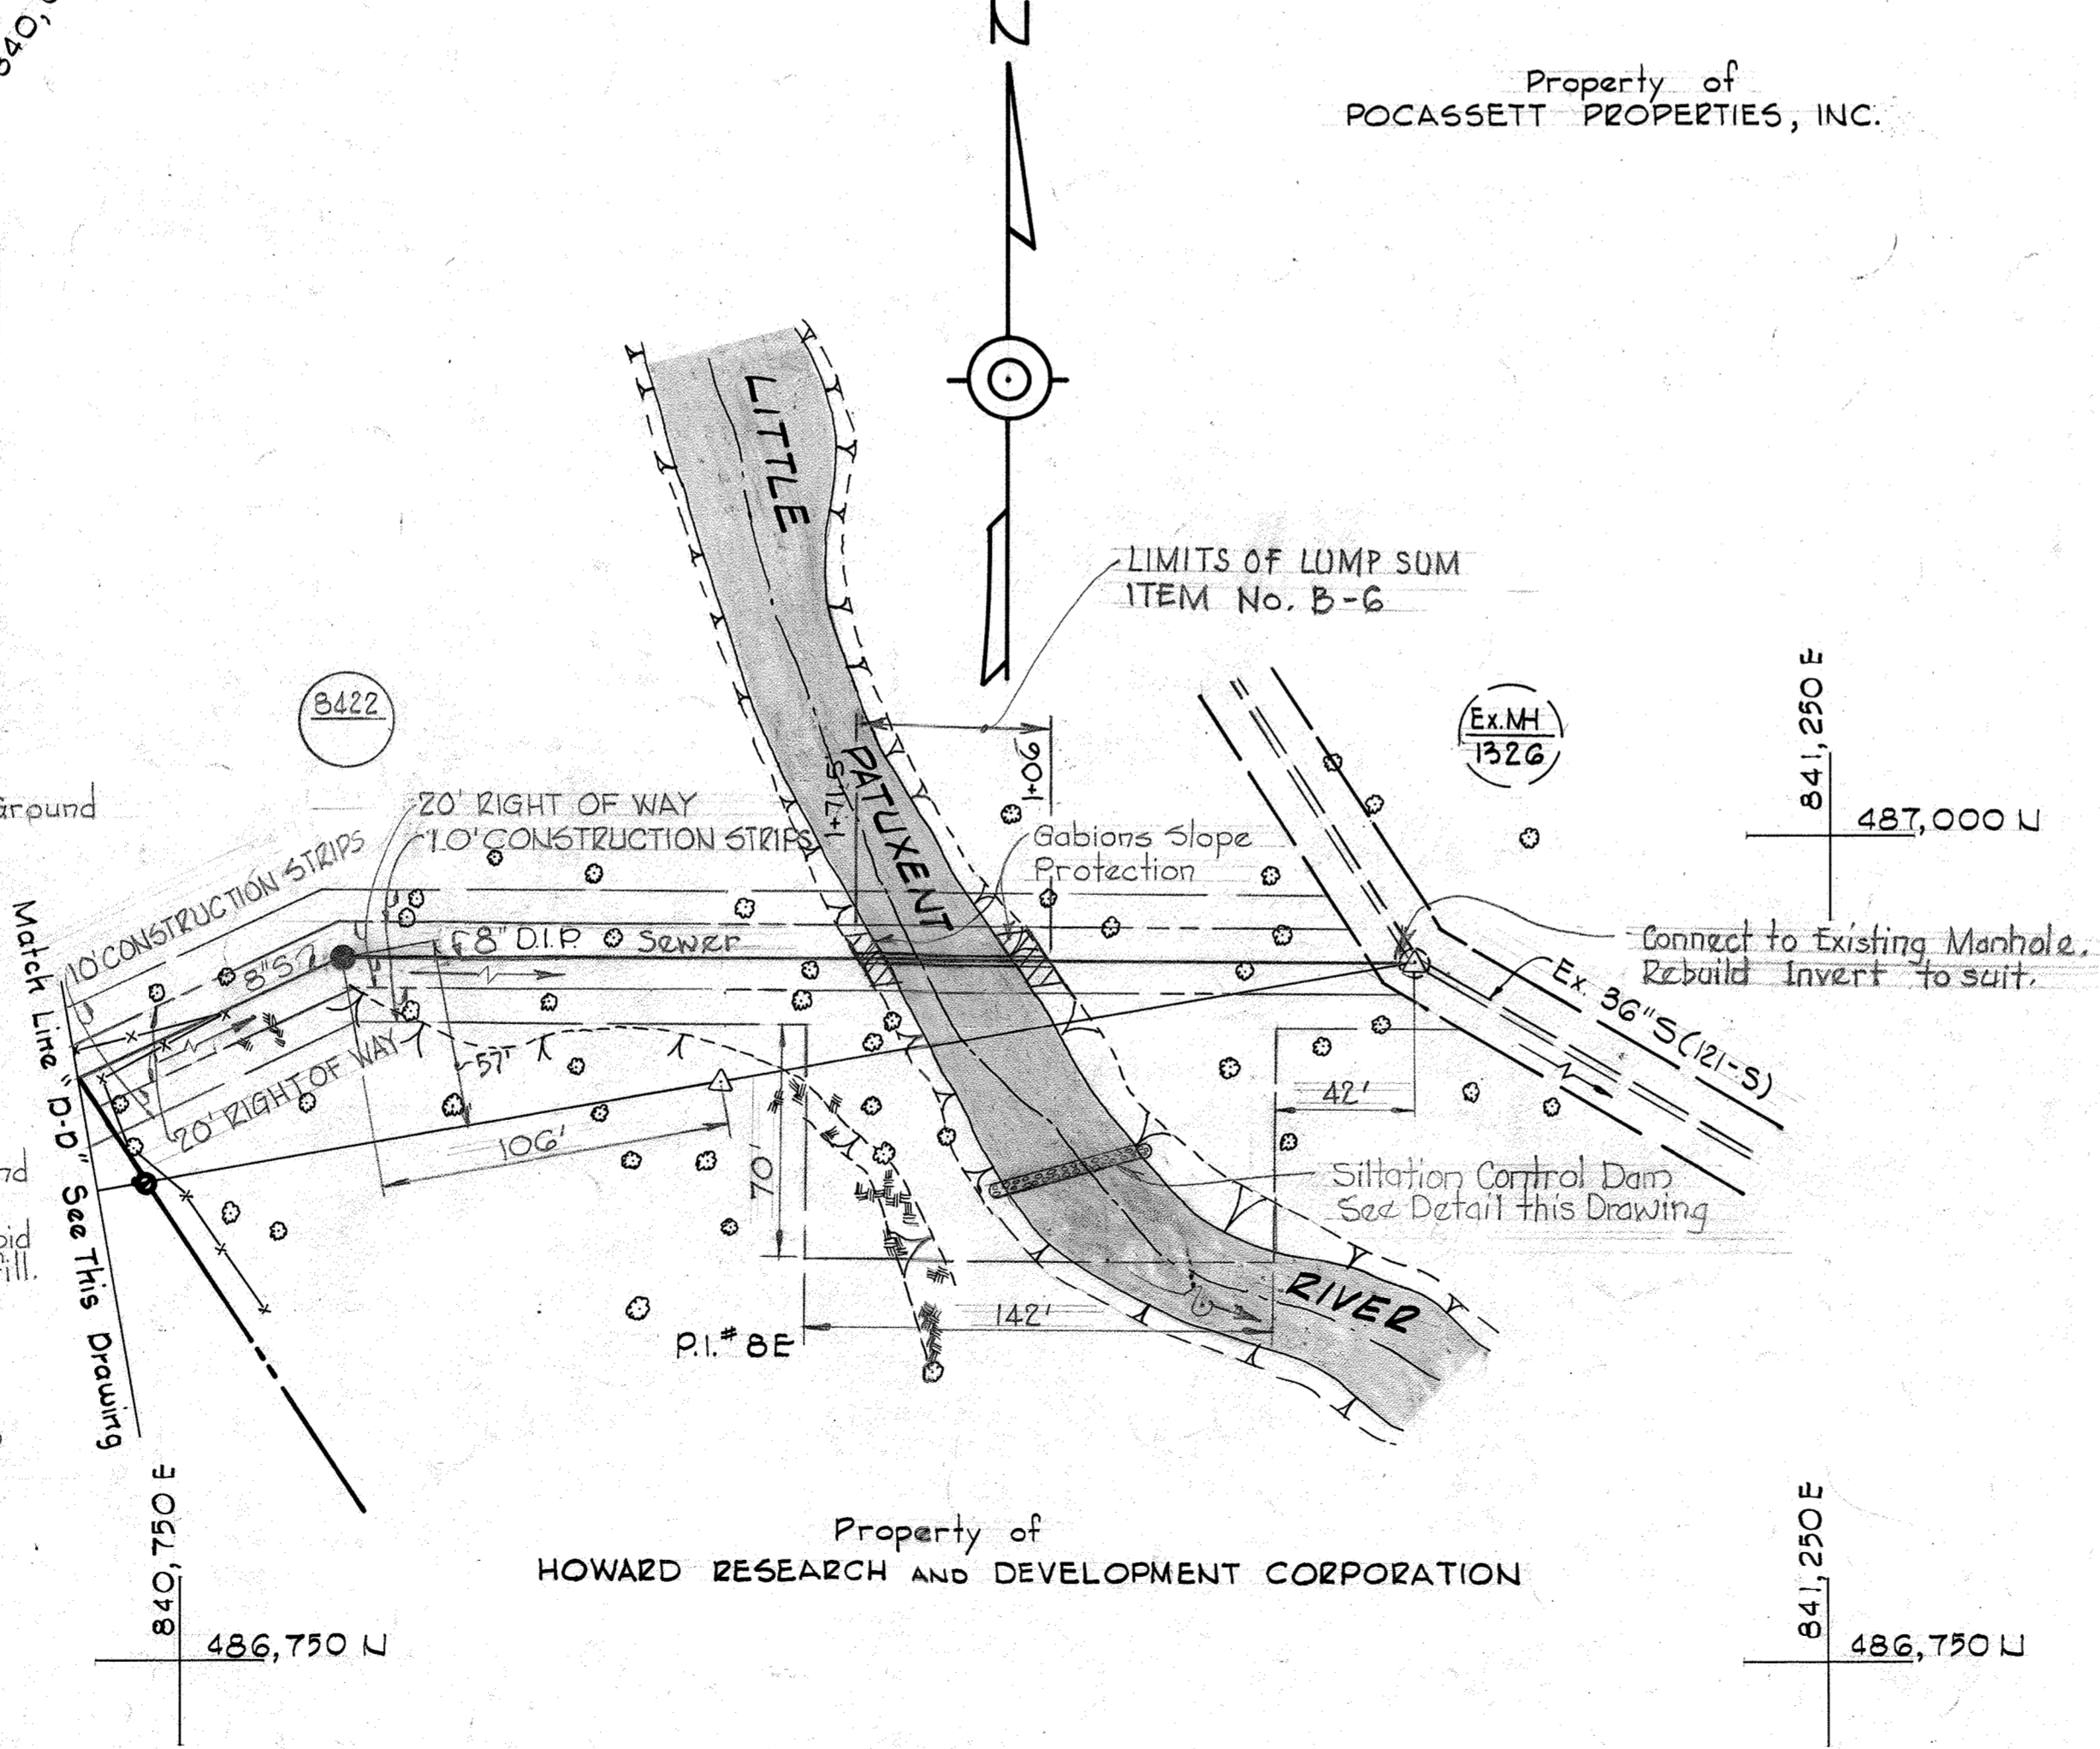 N
Property of
POCASSETT PROPERTIES, INC.
LITTLE
PATUXENT
RIVER
LIMITS OF LUMP SUM
ITEM No. B-6
8422
Ex.MH
1326
841,250 E
487,000 N
1+06
Ground
20' RIGHT OF WAY
10' CONSTRUCTION STRIPS
Gabions Slope
Protection
10' CONSTRUCTION STRIPS
8" D.I.P. Sewer
Connect to Existing Manhole.
Rebuild Invert to suit.
Ex. 36"S (121-S)
Match Line "D-D" See This Drawing
20' RIGHT OF WAY
57'
106'
70'
42'
142'
Siltation Control Dam
See Detail this Drawing
P.I.# 8E
Property of
HOWARD RESEARCH AND DEVELOPMENT CORPORATION
840,750 E
486,750 N
841,250 E
486,750 N